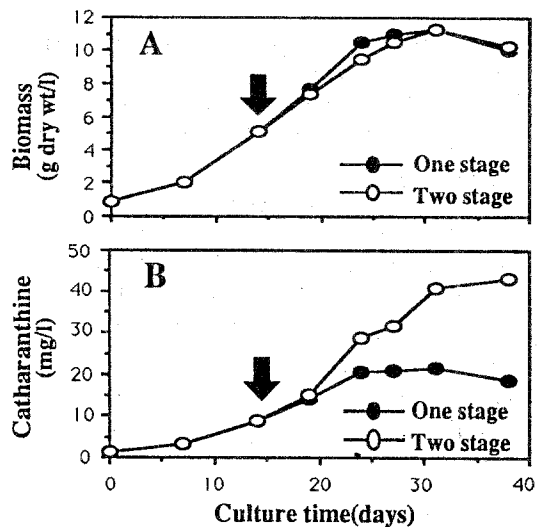 12
10
8
6
4
2
0
Biomass
(g dry wt/l)
A
One stage
Two stage
50
40
30
20
10
0
Catharanthine
(mg/l)
B
One stage
Two stage
0 10 20 30 40
Culture time(days)